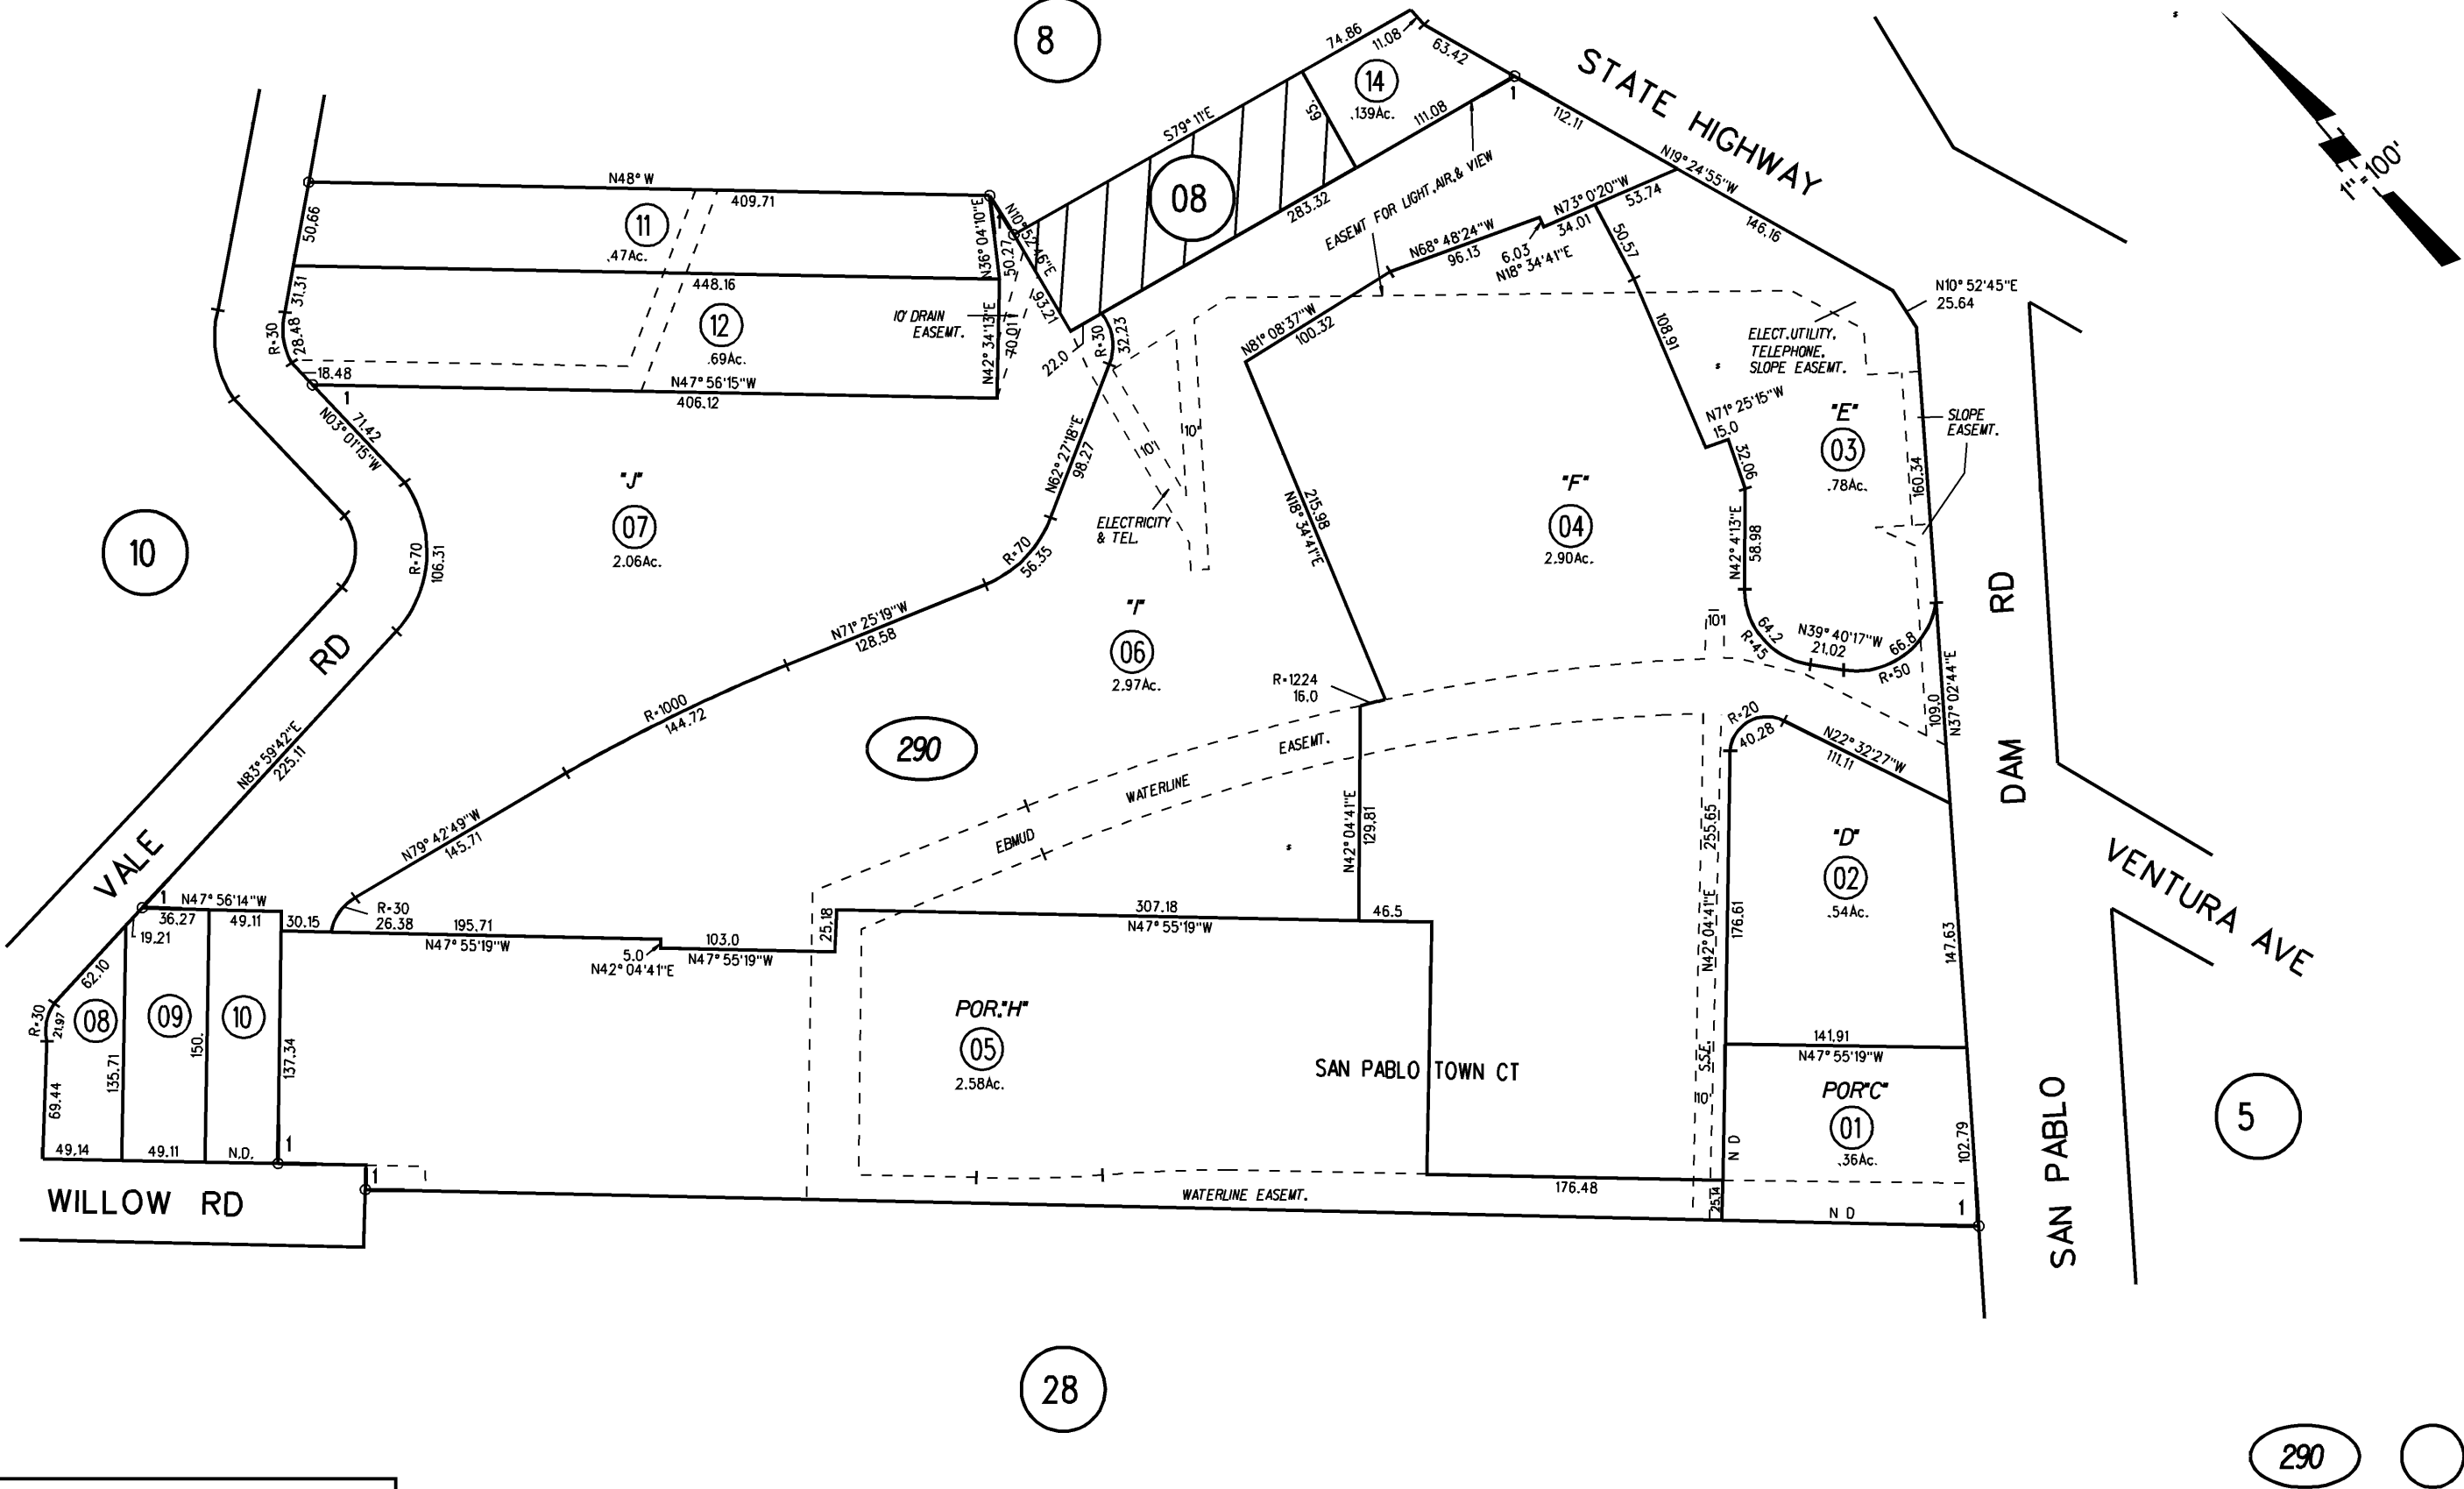 8
74.86
11.08
63.42
14
.139Ac.
65.
111.08
S79° 11'E
1
STATE HIGHWAY
112.11
1"=100'
N19° 24'55"W
146.16
08
283.32
EASEMT FOR LIGHT,AIR,& VIEW
N48° W
409.71
11
.47Ac.
50.66
N36° 04'10"E
50.27
1
N10° 52'46"E
193.21
N73° 0'20"W
53.74
34.01
N68° 48'24"W
96.13
6.03
N18° 34'41"E
50.57
31.31
448.16
12
.69Ac.
R=30
28.48
18.48
10' DRAIN
EASEMT.
N42° 34'13"E
70.01
22.0
R=30
32.23
N81° 08'37"W
100.32
108.91
N10° 52'45"E
25.64
ELECT.UTILITY.
TELEPHONE.
SLOPE EASEMT.
1
N47° 56'15"W
406.12
71.42
N03° 01'15"W
N71° 25'15"W
15.0
32.06
"E"
03
.78Ac.
SLOPE
EASEMT.
160.34
10
"J"
07
2.06Ac.
R=70
106.31
N62° 27'18"E
98.27
10'
10'
ELECTRICITY
& TEL.
215.98
N18° 34'41"E
"F"
04
2.90Ac.
N42° 4'13"E
58.98
R=70
56.35
N71° 25'19"W
128.58
"I"
06
2.97Ac.
10'
64.2
R=45
N39° 40'17"W
21.02
66.8
R=50
109.0
N37° 02'44"E
SAN PABLO DAM RD
VALE RD
N83° 59'42"E
225.11
R=1000
144.72
290
R=1224
16.0
EBMUD WATERLINE EASEMT.
R=20
40.28
N22° 32'27"W
111.11
N79° 42'49"W
145.71
N42° 04'41"E
129.81
255.65
N42° 04'41"E
176.61
"D"
02
.54Ac.
147.63
VENTURA AVE
1
N47° 56'14"W
36.27
49.11
30.15
19.21
R=30
26.38
195.71
N47° 55'19"W
5.0
N42° 04'41"E
103.0
N47° 55'19"W
25.18
307.18
N47° 55'19"W
46.5
62.10
R=30
21.97
08
09
10
69.44
135.71
150.
137.34
POR."H"
05
2.58Ac.
SAN PABLO TOWN CT
S.S.E.
10'
141.91
N47° 55'19"W
POR"C"
01
.36Ac.
N D
102.79
5
49.14
49.11
N.D.
1
1
WILLOW RD
WATERLINE EASEMT.
176.48
25.14
N D
1
28
290